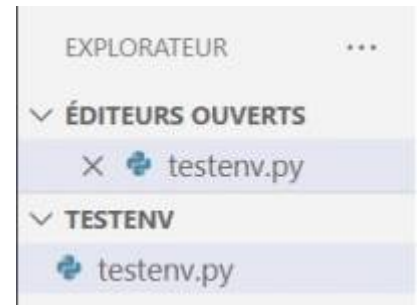 EXPLORATEUR ...
ÉDITEURS OUVERTS
testenv.py
TESTENV
testenv.py